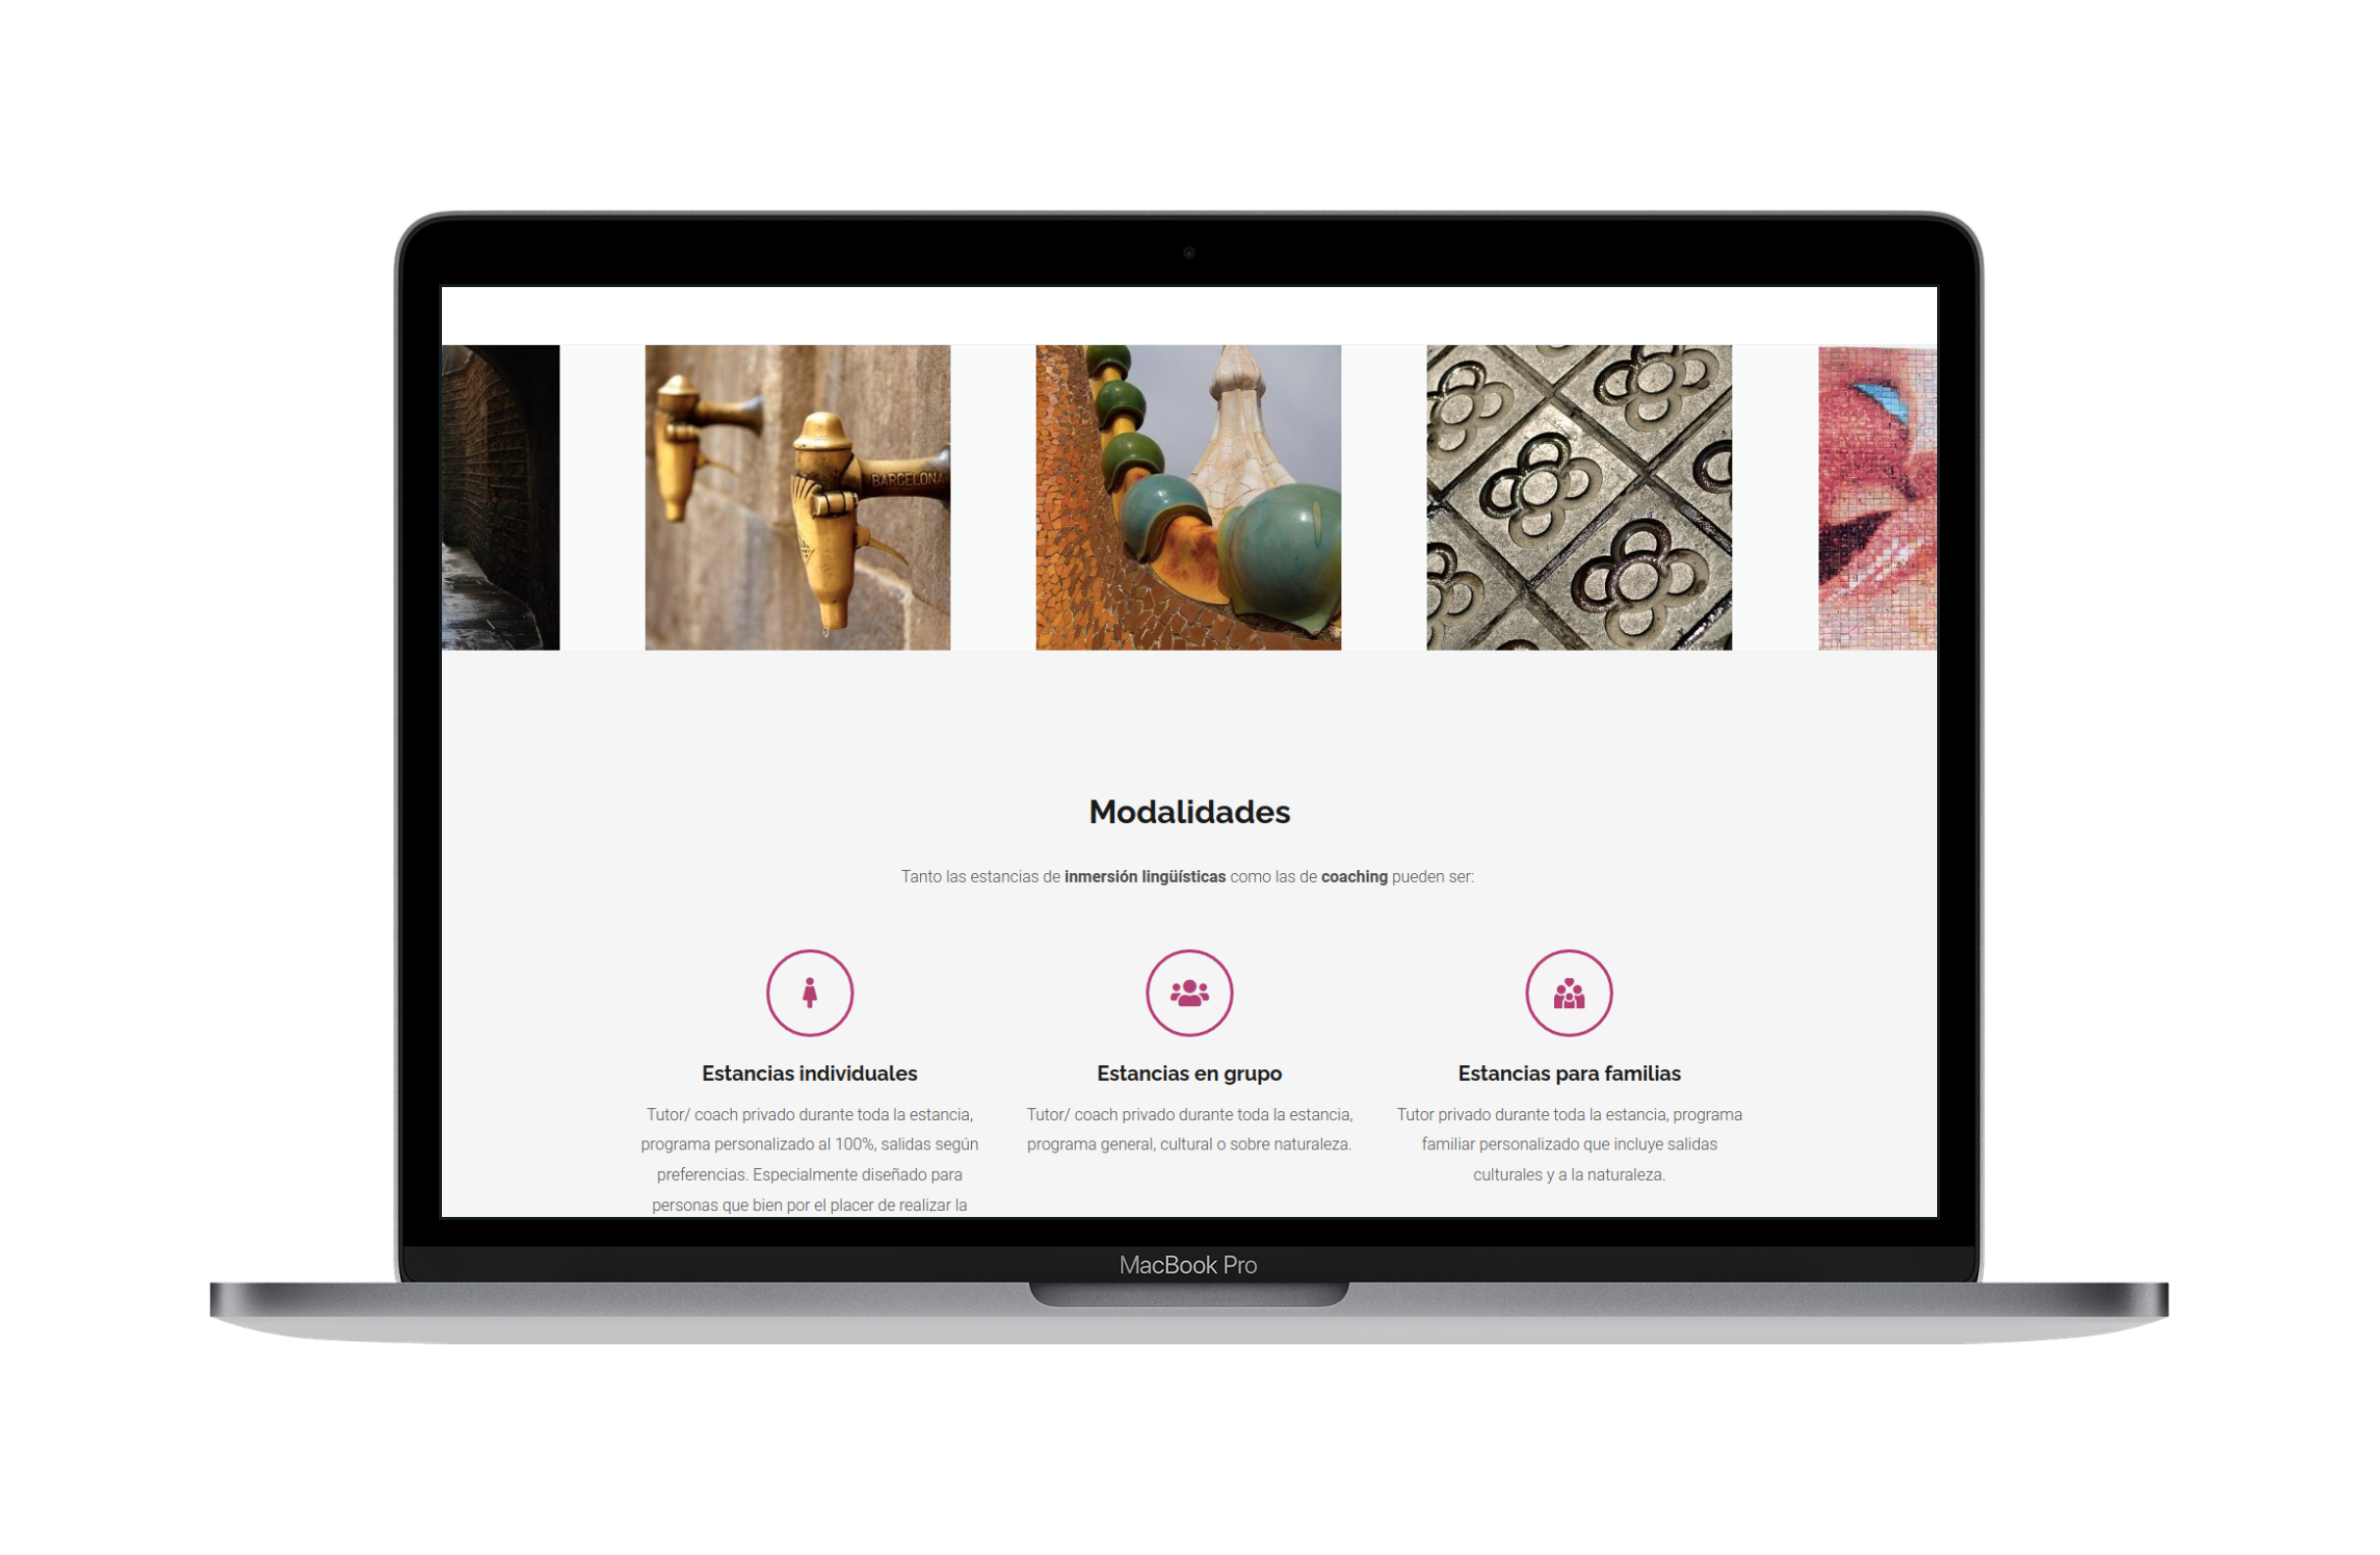 BARCELONA
Modalidades
Tanto las estancias de inmersión lingüísticas como las de coaching pueden ser:
Estancias individuales
Tutor/ coach privado durante toda la estancia,
programa personalizado al 100%, salidas según
preferencias. Especialmente diseñado para
personas que bien por el placer de realizar la
Estancias en grupo
Tutor/ coach privado durante toda la estancia,
programa general, cultural o sobre naturaleza.
Estancias para familias
Tutor privado durante toda la estancia, programa
familiar personalizado que incluye salidas
culturales y a la naturaleza.
MacBook Pro